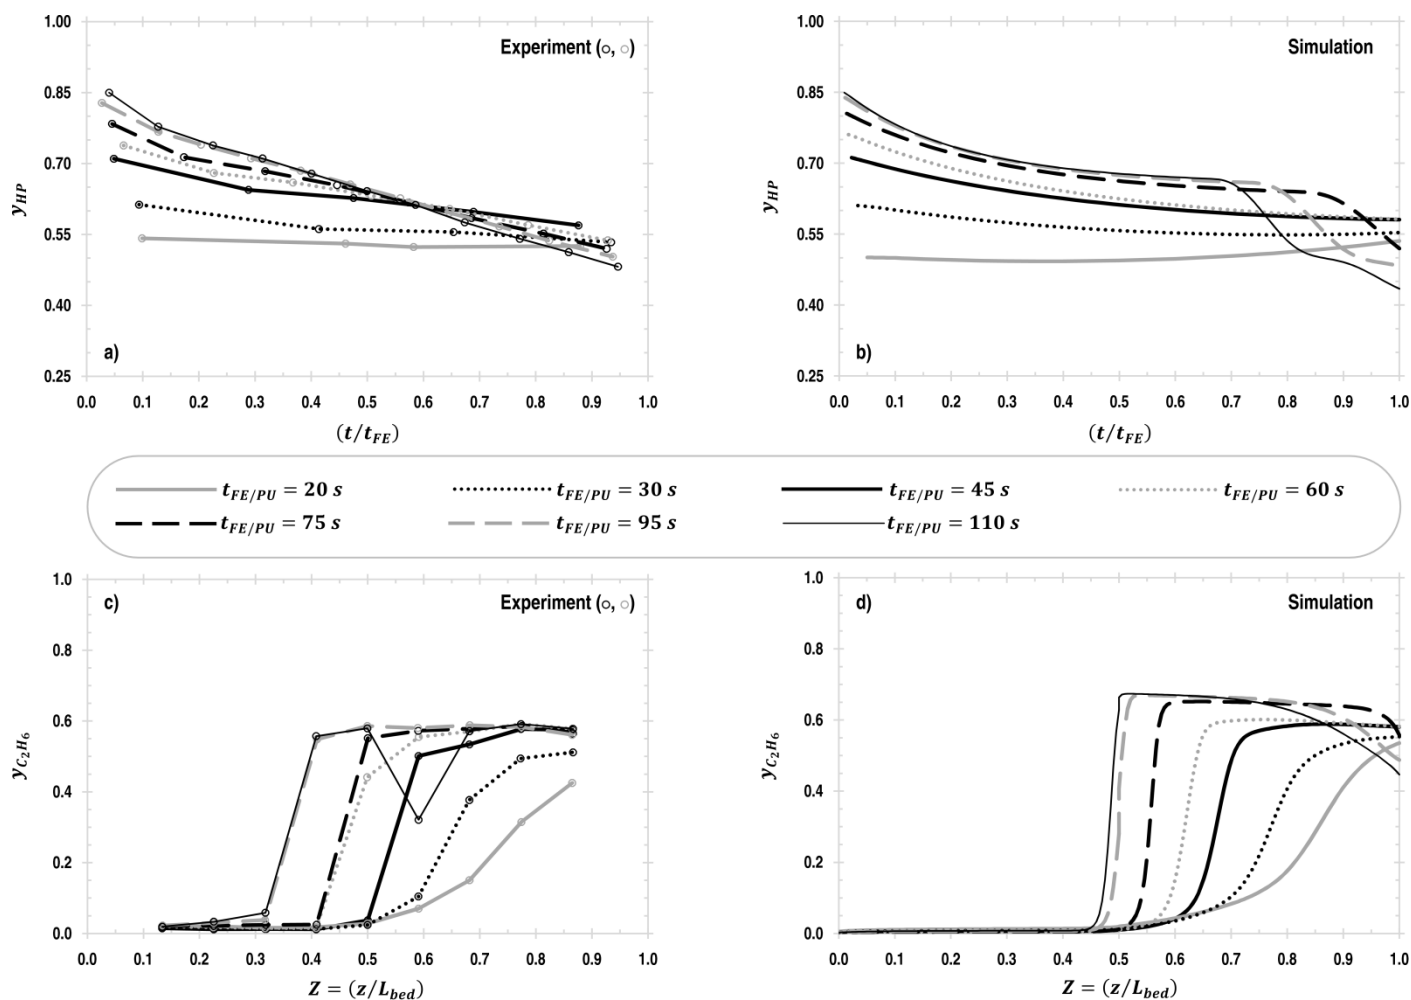 Experiment (○, ○)
1.00
0.85
0.70
0.55
0.40
0.25
y_HP
a)
0.0 0.1 0.2 0.3 0.4 0.5 0.6 0.7 0.8 0.9 1.0
(t/t_FE)
Simulation
1.00
0.85
0.70
0.55
0.40
0.25
y_HP
b)
0.0 0.1 0.2 0.3 0.4 0.5 0.6 0.7 0.8 0.9 1.0
(t/t_FE)
t_FE/PU = 20 s t_FE/PU = 30 s t_FE/PU = 45 s t_FE/PU = 60 s
t_FE/PU = 75 s t_FE/PU = 95 s t_FE/PU = 110 s
c) Experiment (○, ○)
1.0
0.8
0.6
0.4
0.2
0.0
y_C2H6
0.0 0.1 0.2 0.3 0.4 0.5 0.6 0.7 0.8 0.9 1.0
Z = (z/L_bed)
d) Simulation
1.0
0.8
0.6
0.4
0.2
0.0
y_C2H6
0.0 0.1 0.2 0.3 0.4 0.5 0.6 0.7 0.8 0.9 1.0
Z = (z/L_bed)